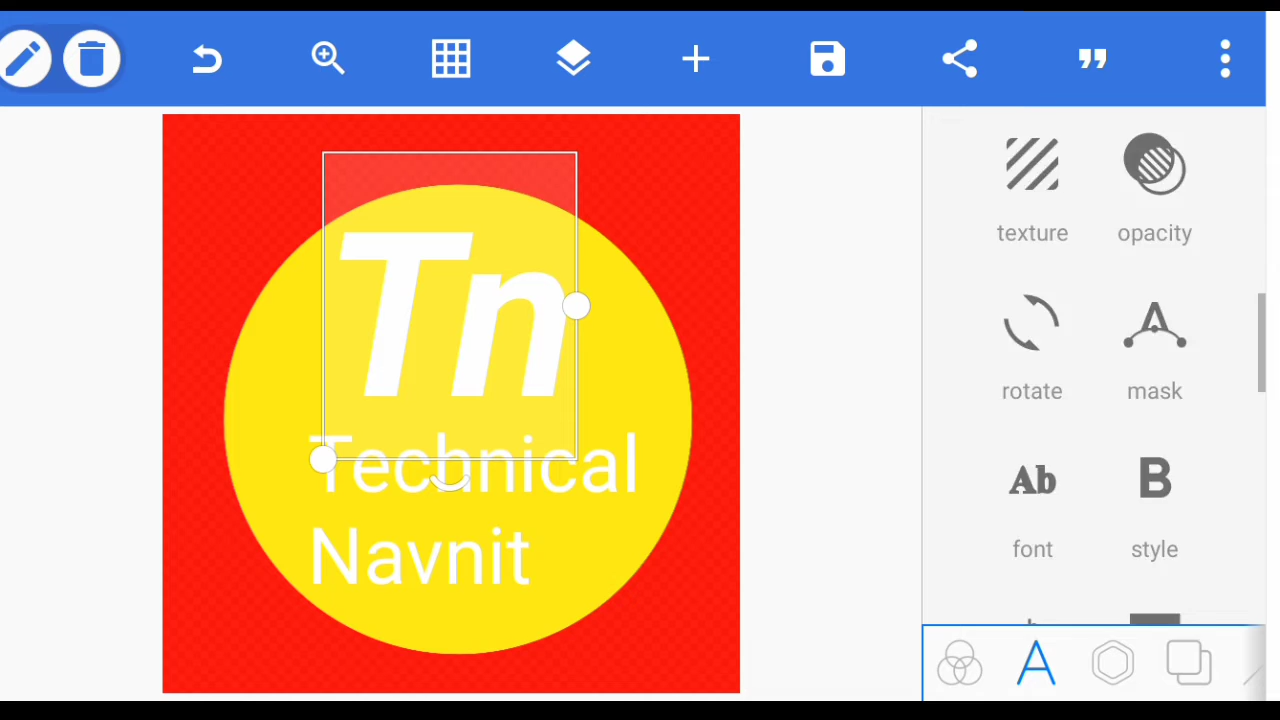 Tn
Technical
Navnit
texture
opacity
rotate
mask
Ab
B
font
style